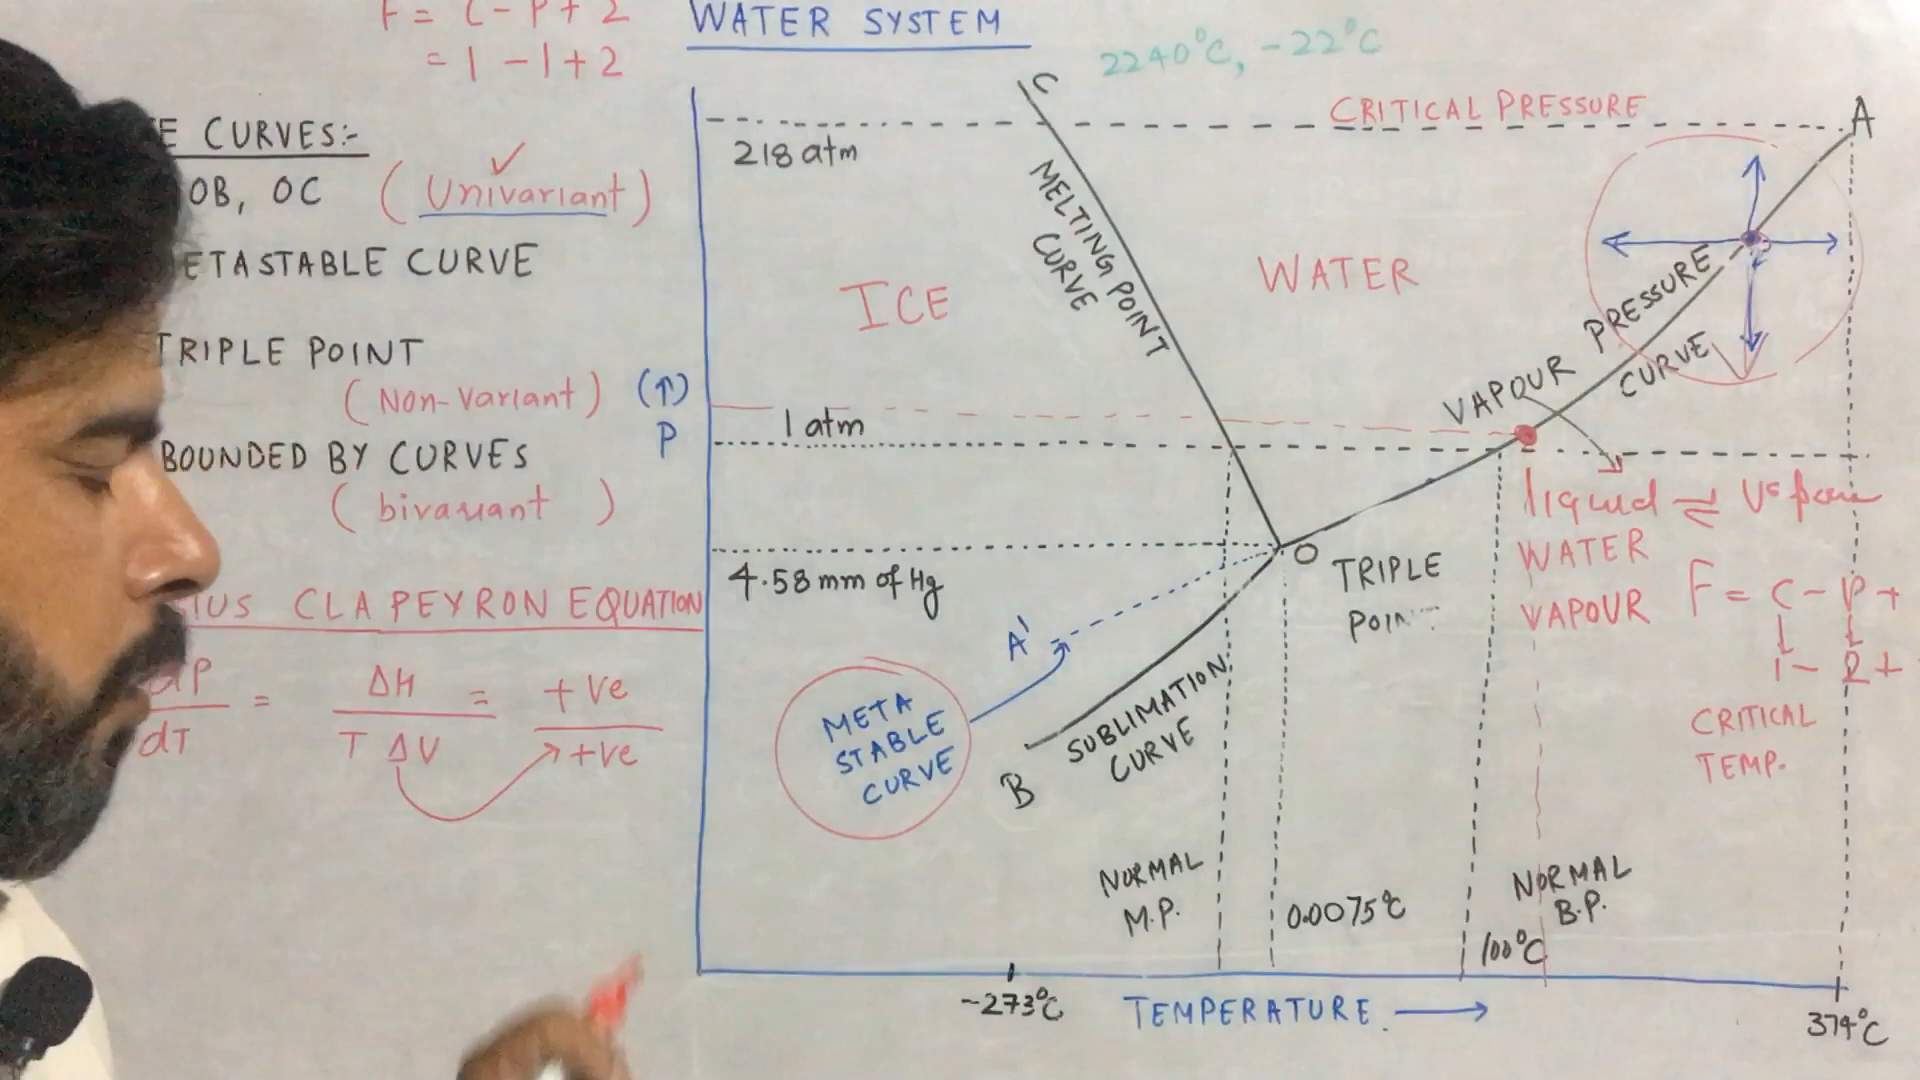 F = C - P + 2
= 1 - 1 + 2
WATER SYSTEM
2240°C, -22°C
E CURVES:-
OB, OC (Univariant)
ETASTABLE CURVE
TRIPLE POINT
(Non-variant)
BOUNDED BY CURVES
(bivariant)
IUS CLAPEYRON EQUATION
dP/dT = ΔH/TΔV = +ve/+ve
(↑)
P
218 atm
1 atm
4.58 mm of Hg
C
CRITICAL PRESSURE
A
MELTING POINT
CURVE
ICE
WATER
VAPOUR PRESSURE
CURVE
liquid ⇌
WATER
VAPOUR
F = C - P +
1 - 2 +
O
TRIPLE
A'
META
STABLE
CURVE
B
SUBLIMATION
CURVE
CRITICAL
TEMP.
NORMAL
M.P.
0.0075°C
NORMAL
B.P.
100°C
-273°C
TEMPERATURE →
374°C